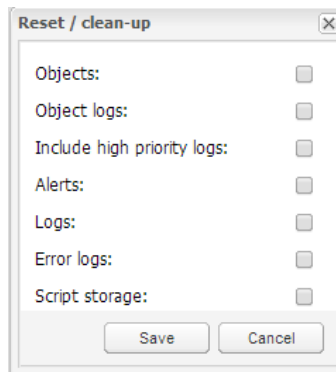 Reset / clean-up
Objects:
Object logs:
Include high priority logs:
Alerts:
Logs:
Error logs:
Script storage:
Save Cancel